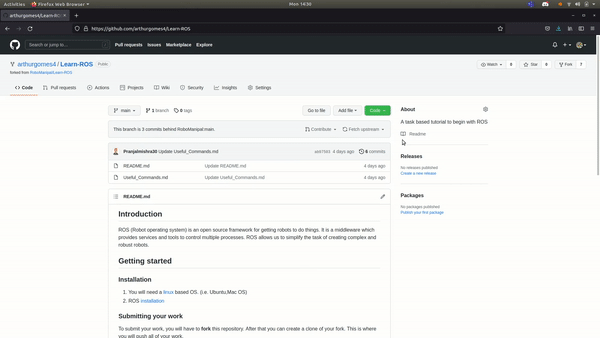 Activities
Firefox Web Browser
Mon 14:30
arthurgomes4/Learn-RO
https://github.com/arthurgomes4/Learn-ROS
Search or jump to...
Pull requests Issues Marketplace Explore
arthurgomes4 / Learn-ROS Public
forked from RoboManipal/Learn-ROS
Watch 0 Star 0 Fork 7
Code Pull requests Actions Projects Wiki Security Insights Settings
main 1 branch 0 tags Go to file Add file Code
This branch is 3 commits behind RoboManipal:main. Contribute Fetch upstream
Pranjalmishra30 Update Useful_Commands.md 4 days ago 6 commits
README.md Update README.md 4 days ago
Useful_Commands.md Update Useful_Commands.md 4 days ago
README.md
Introduction
ROS (Robot operating system) is an open source framework for getting robots to do things. It is a middleware which
provides services and tools to control multiple processes. ROS allows us to simplify the task of creating complex and
robust robots.
Getting started
Installation
1. You will need a linux based OS. (i.e. Ubuntu,Mac OS)
2. ROS installation
Submitting your work
To submit your work, you will have to fork this repository. After that you can create a clone of your fork. This is where
you will push all of your work.
About
A task based tutorial to begin with ROS
Readme
Releases
No releases published
Create a new release
Packages
No packages published
Publish your first package